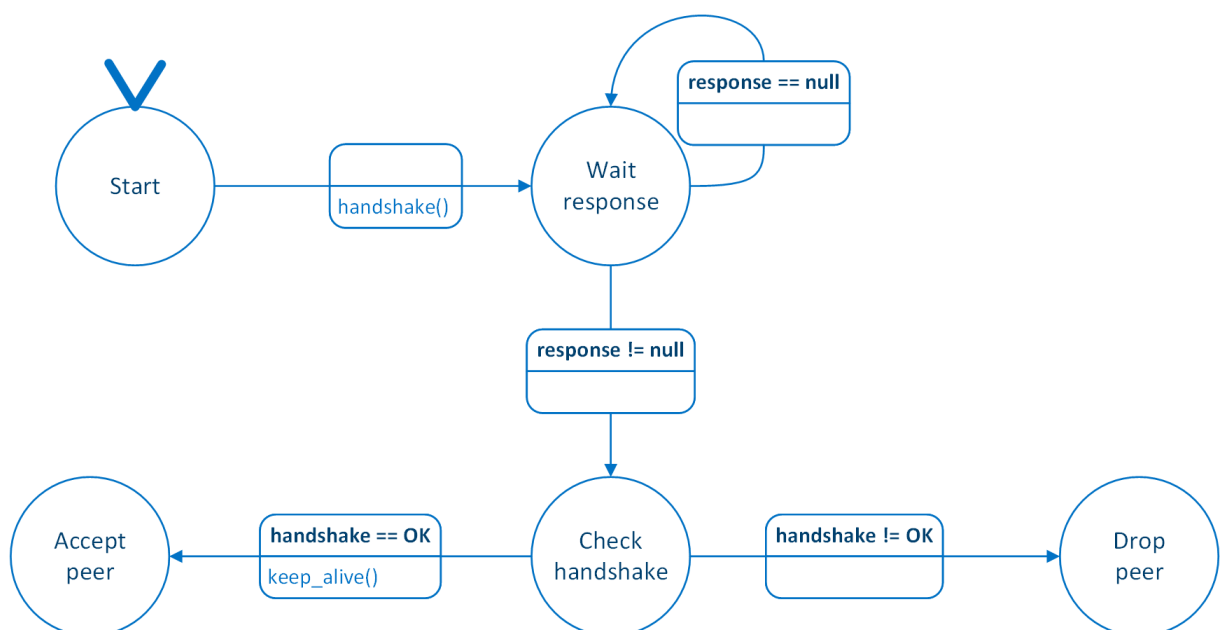 response == null
Start
handshake()
Wait
response
response != null
Accept
peer
handshake == OK
keep_alive()
Check
handshake
handshake != OK
Drop
peer